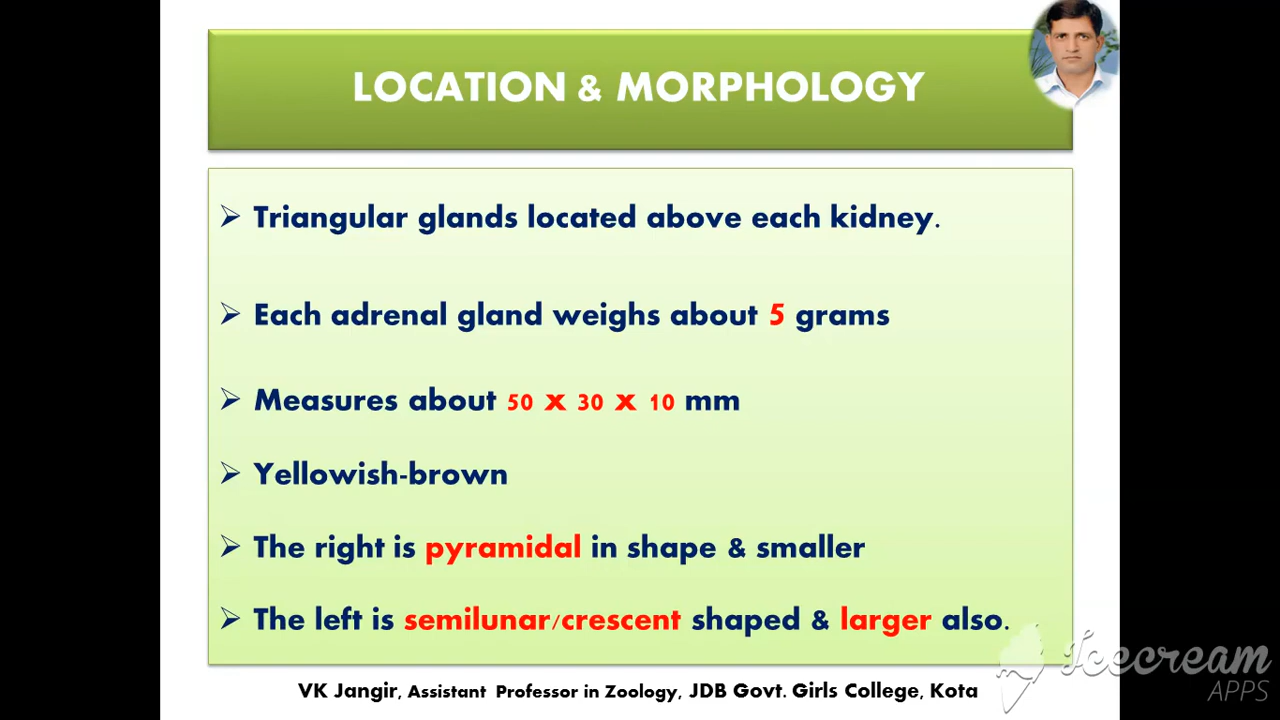 LOCATION & MORPHOLOGY
Triangular glands located above each kidney.
Each adrenal gland weighs about 5 grams
Measures about 50 x 30 x 10 mm
Yellowish-brown
The right is pyramidal in shape & smaller
The left is semilunar/crescent shaped & larger also.
Icecream
APPS
VK Jangir, Assistant Professor in Zoology, JDB Govt. Girls College, Kota